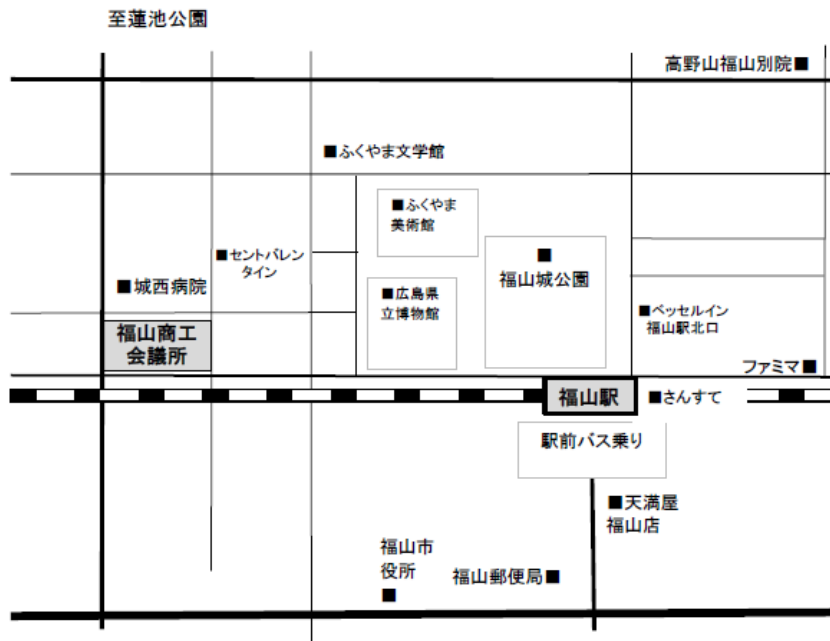 至蓮池公園
高野山福山別院■
■ふくやま文学館
■ふくやま
美術館
■セントバレン
タイン
■
福山城公園
■城西病院
■広島県
立博物館
■ベッセルイン
福山駅北口
福山商工
会議所
ファミマ■
福山駅
■さんすて
駅前バス乗り
■天満屋
福山店
福山市
役所
■
福山郵便局■